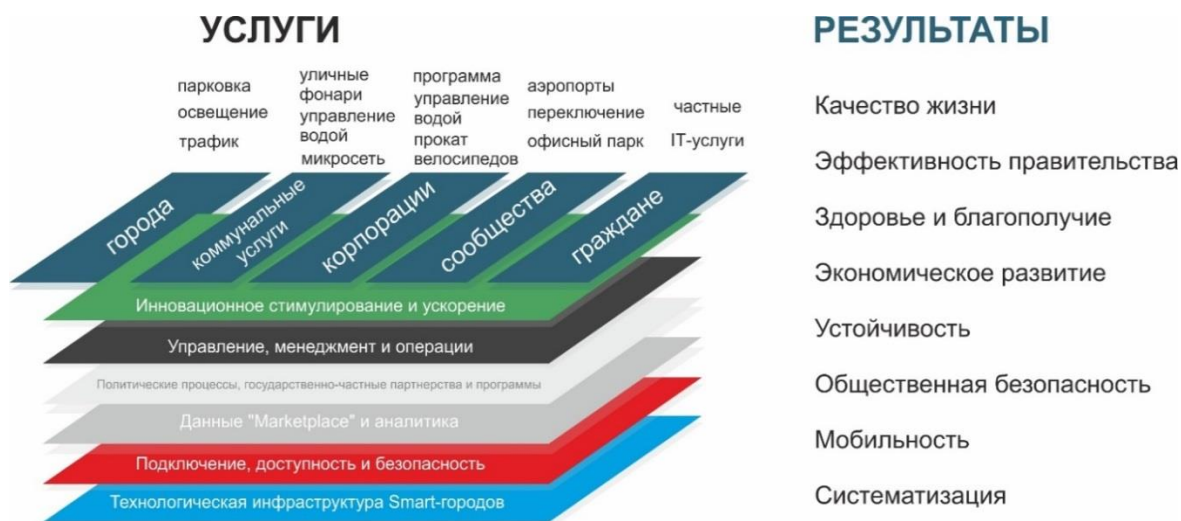 УСЛУГИ
парковка
освещение
трафик
уличные
фонари
управление
водой
микросеть
программа
управление
водой
прокат
велосипедов
аэропорты
переключение
офисный парк
частные
IT-услуги
города
коммунальные
услуги
корпорации
сообщества
граждане
Инновационное стимулирование и ускорение
Управление, менеджмент и операции
Политические процессы, государственно-частные партнерства и программы
Данные "Marketplace" и аналитика
Подключение, доступность и безопасность
Технологическая инфраструктура Smart-городов
РЕЗУЛЬТАТЫ
Качество жизни
Эффективность правительства
Здоровье и благополучие
Экономическое развитие
Устойчивость
Общественная безопасность
Мобильность
Систематизация